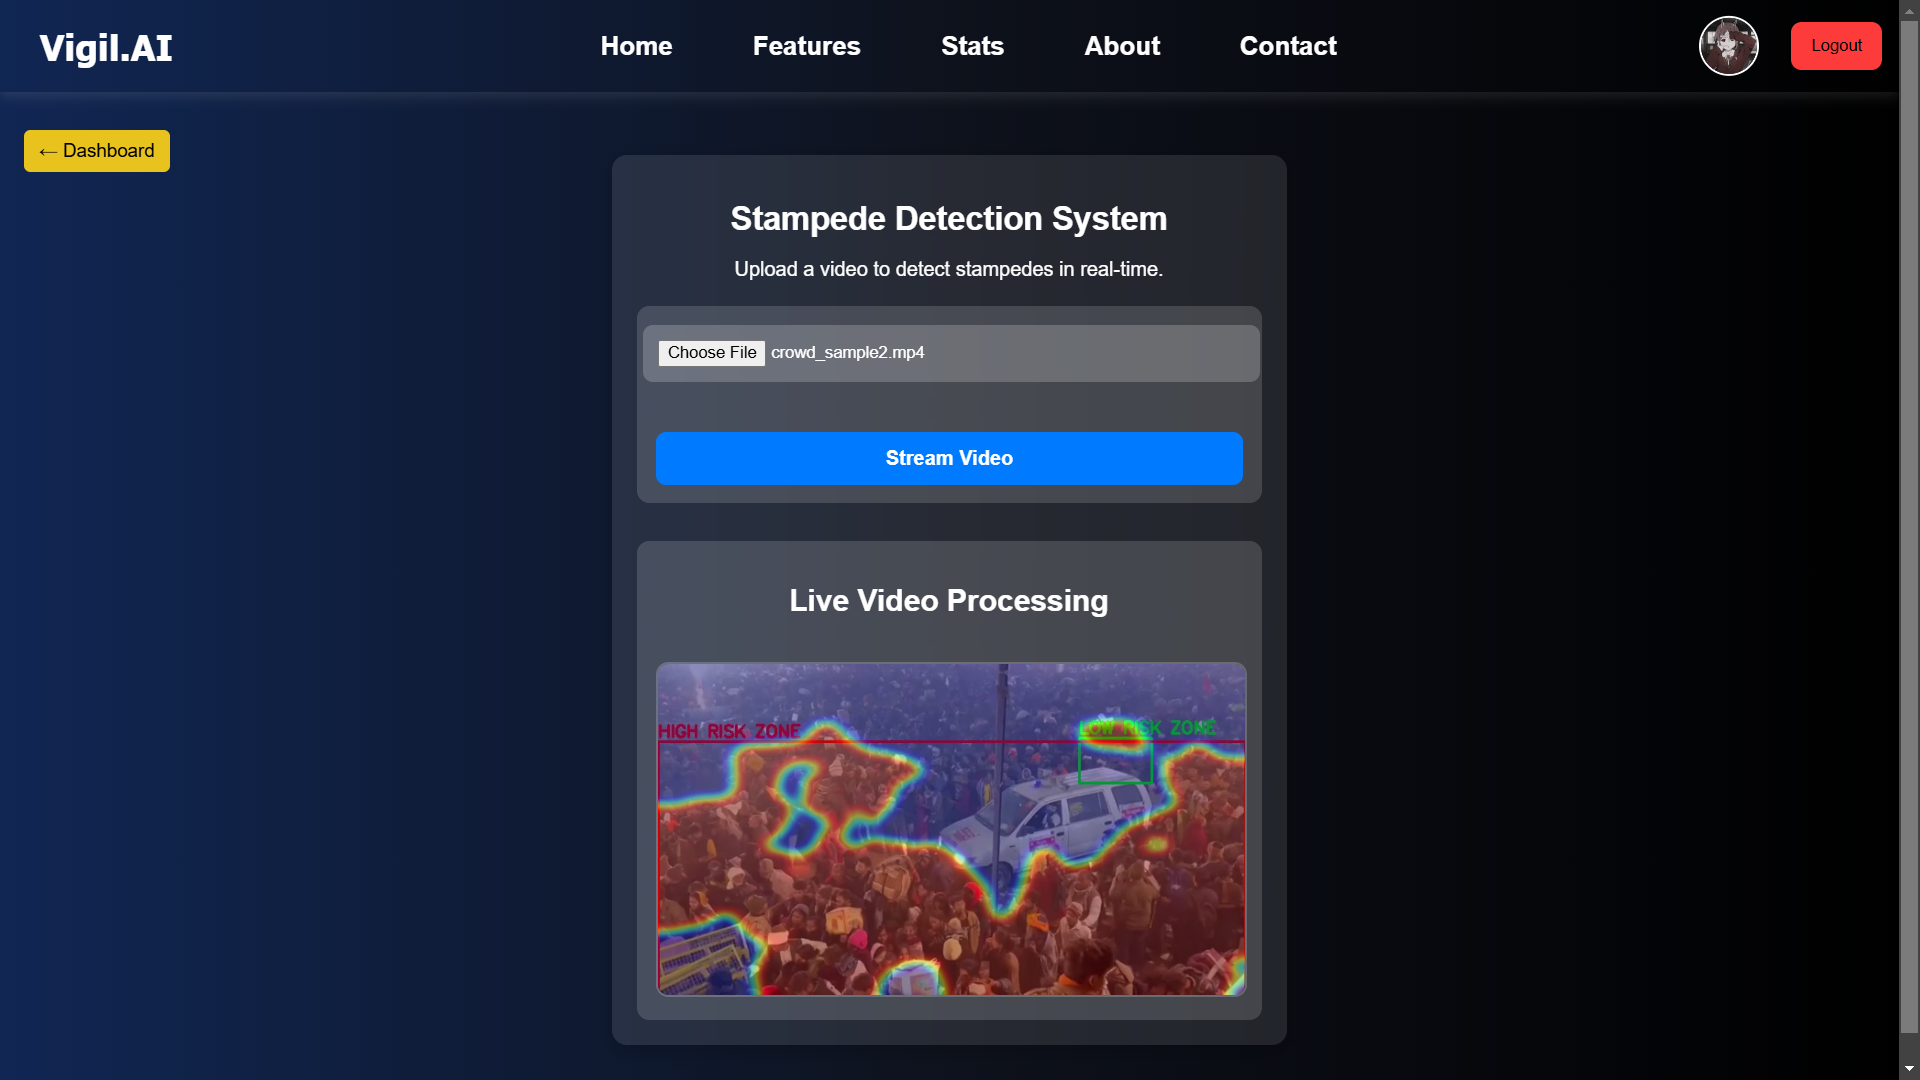 Vigil.AI
Home
Features
Stats
About
Contact
Logout
← Dashboard
Stampede Detection System
Upload a video to detect stampedes in real-time.
Choose File crowd_sample2.mp4
Stream Video
Live Video Processing
HIGH RISK ZONE
LOW RISK ZONE